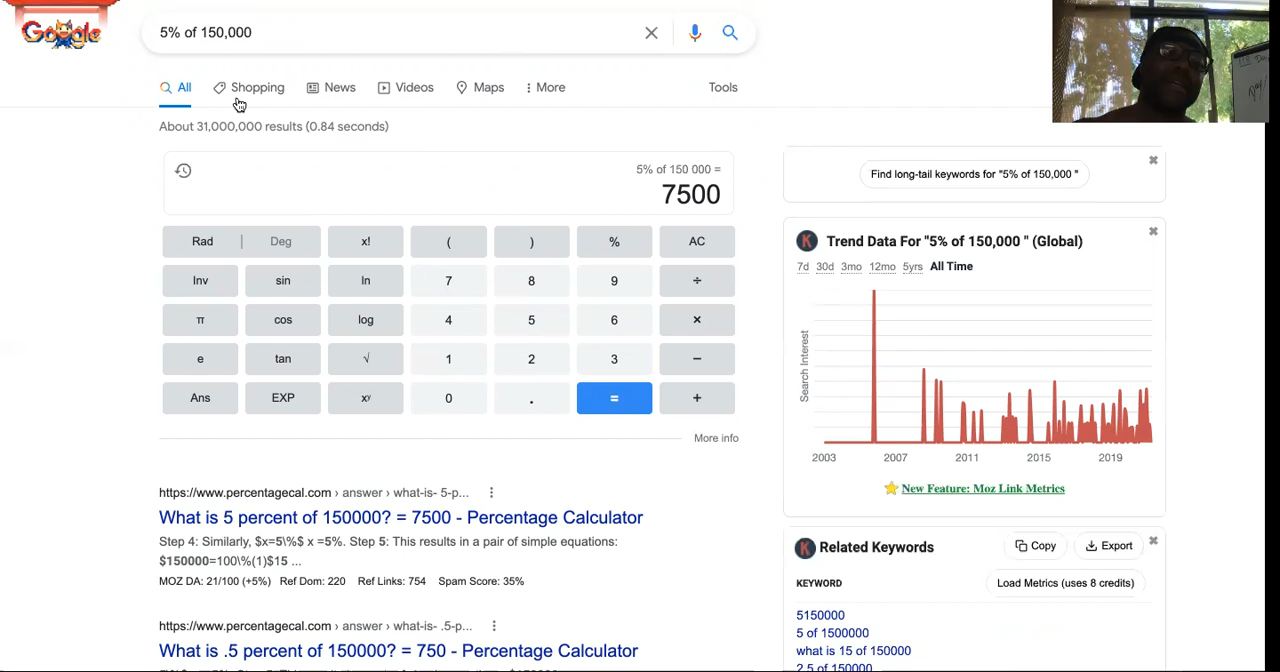 Google
5% of 150,000
All
Shopping
News
Videos
Maps
More
Tools
About 31,000,000 results (0.84 seconds)
5% of 150 000 =
7500
Rad | Deg x! ( ) % AC
Inv sin ln 7 8 9 ÷
π cos log 4 5 6 ×
e tan √ 1 2 3 −
Ans EXP xʸ 0 . = +
More info
https://www.percentagecal.com › answer › what-is- 5-p...
What is 5 percent of 150000? = 7500 - Percentage Calculator
Step 4: Similarly, $x=5\%$ x =5%. Step 5: This results in a pair of simple equations:
$150000=100\%(1)$15 ...
MOZ DA: 21/100 (+5%) Ref Dom: 220 Ref Links: 754 Spam Score: 35%
https://www.percentagecal.com › answer › what-is- .5-p...
What is .5 percent of 150000? = 750 - Percentage Calculator
Find long-tail keywords for "5% of 150,000 "
K
Trend Data For "5% of 150,000 " (Global)
7d 30d 3mo 12mo 5yrs All Time
Search Interest
2003 2007 2011 2015 2019
New Feature: Moz Link Metrics
K
Related Keywords
Copy
Export
KEYWORD
Load Metrics (uses 8 credits)
5150000
5 of 1500000
what is 15 of 150000
2.5 of 150000